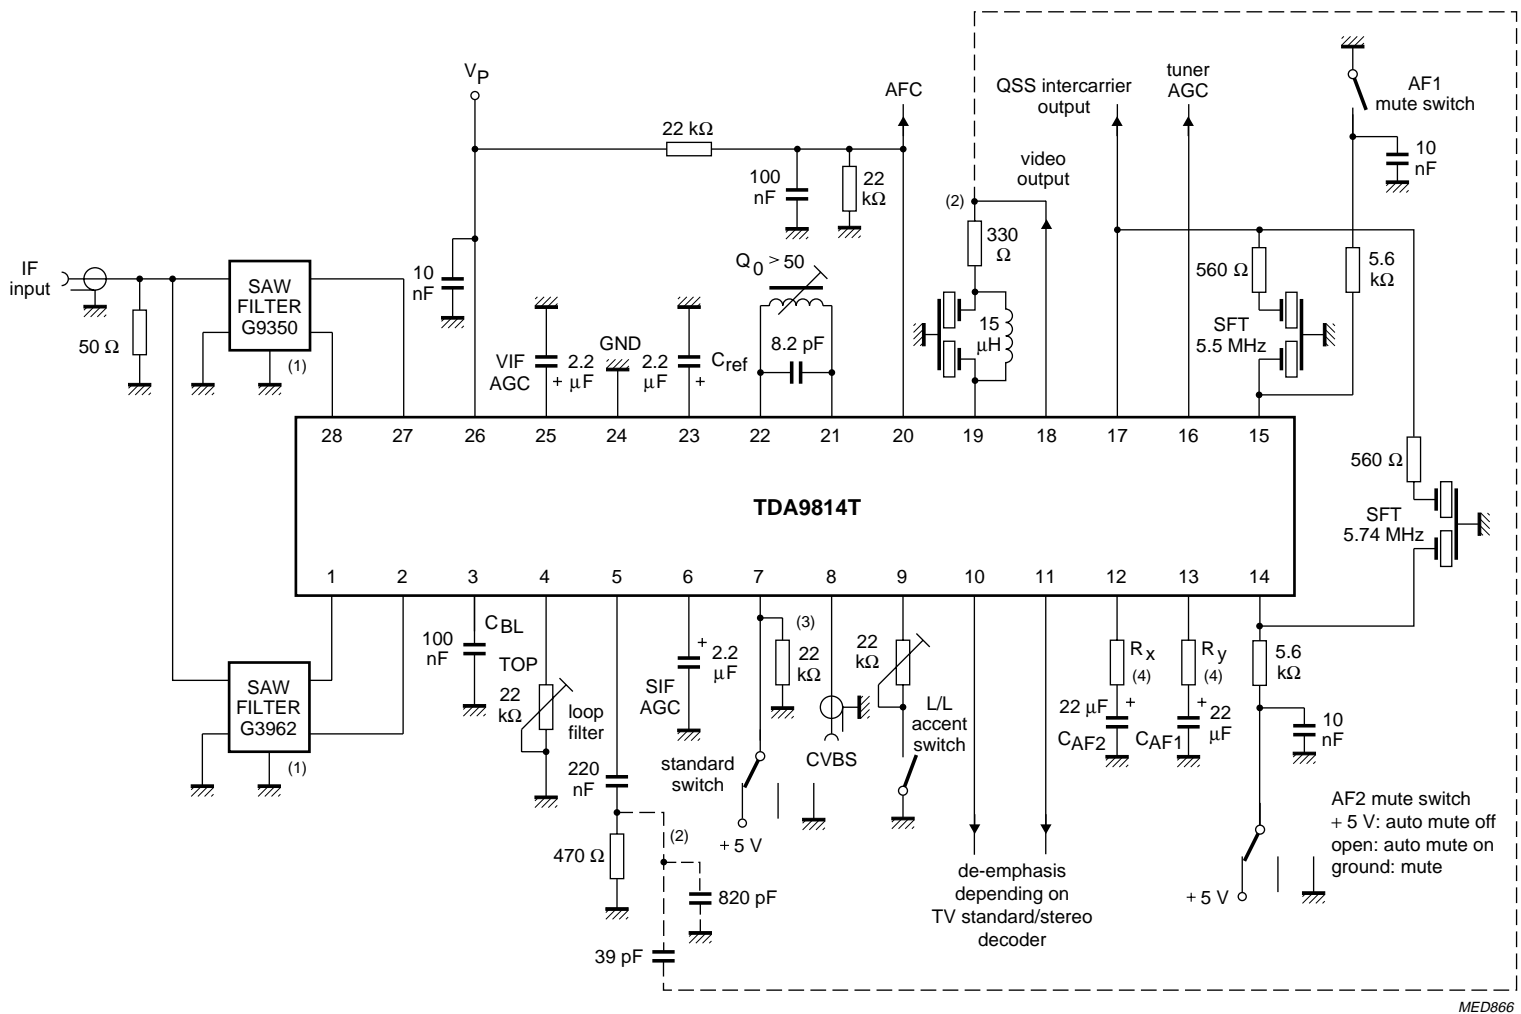 VP
AFC
QSS intercarrier
output
tuner
AGC
AF1
mute switch
22 kΩ
video
output
10
nF
100
nF
22
kΩ
(2)
330
Ω
560 Ω
5.6
kΩ
IF
input
SAW
FILTER
G9350
10
nF
Q0 > 50
50 Ω
(1)
VIF
AGC
2.2
µF
+
GND
2.2
µF
+
Cref
8.2 pF
15
µH
SFT
5.5 MHz
28
27
26
25
24
23
22
21
20
19
18
17
16
15
560 Ω
TDA9814T
SFT
5.74 MHz
1
2
3
4
5
6
7
8
9
10
11
12
13
14
CBL
100
nF
TOP
22
kΩ
loop
filter
+
2.2
µF
SIF
AGC
(3)
22
kΩ
22
kΩ
L/L
accent
switch
Rx
(4)
Ry
(4)
5.6
kΩ
SAW
FILTER
G3962
(1)
22 µF
+
CAF2
+
22
µF
CAF1
10
nF
220
nF
standard
switch
CVBS
+ 5 V
AF2 mute switch
+ 5 V: auto mute off
open: auto mute on
ground: mute
470 Ω
(2)
820 pF
39 pF
de-emphasis
depending on
TV standard/stereo
decoder
+ 5 V
MED866